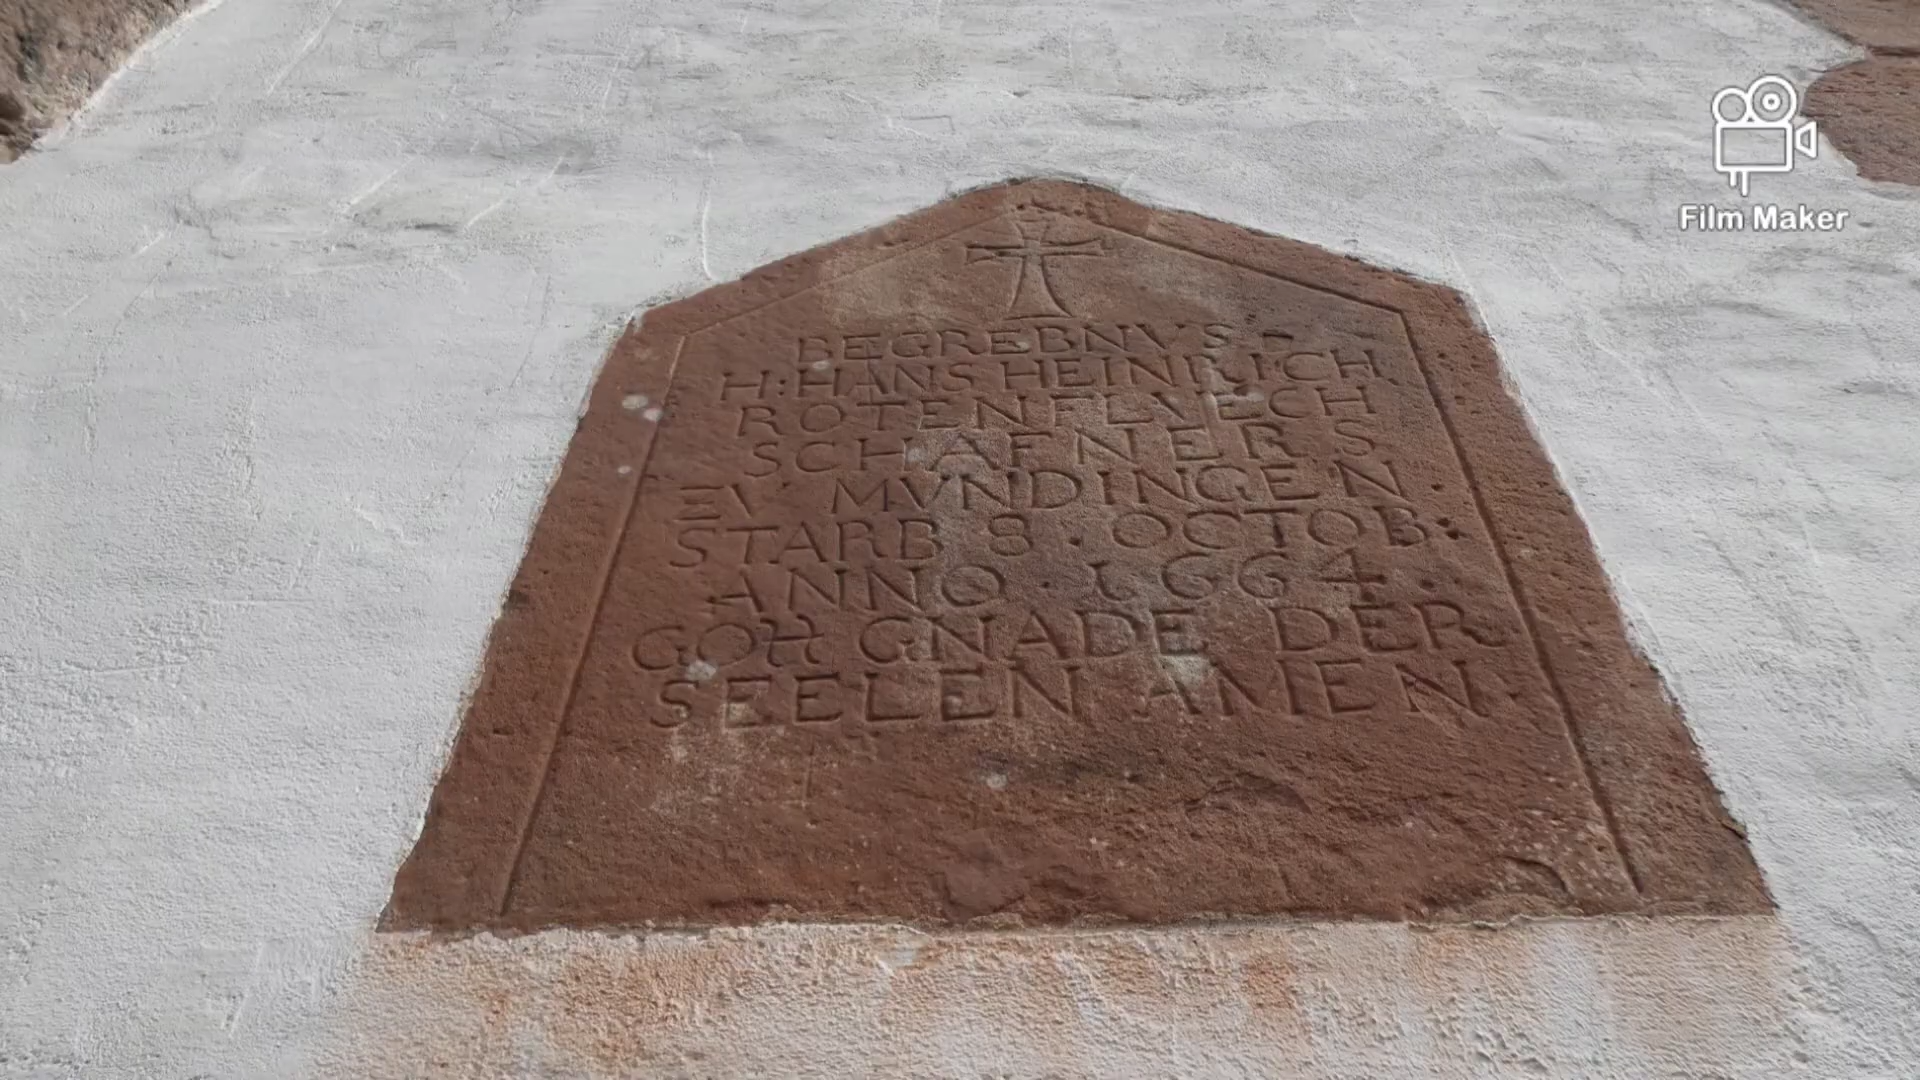 BEGREBNVS -
H: HANS HEINRICH
ROTENFLVECH
SCHAFNERS
ZV MVNDINGEN
STARB 8 · OCTOB:
ANNO · 1664 ·
GOTT GNADE DER
SEELEN AMEN ·
Film Maker